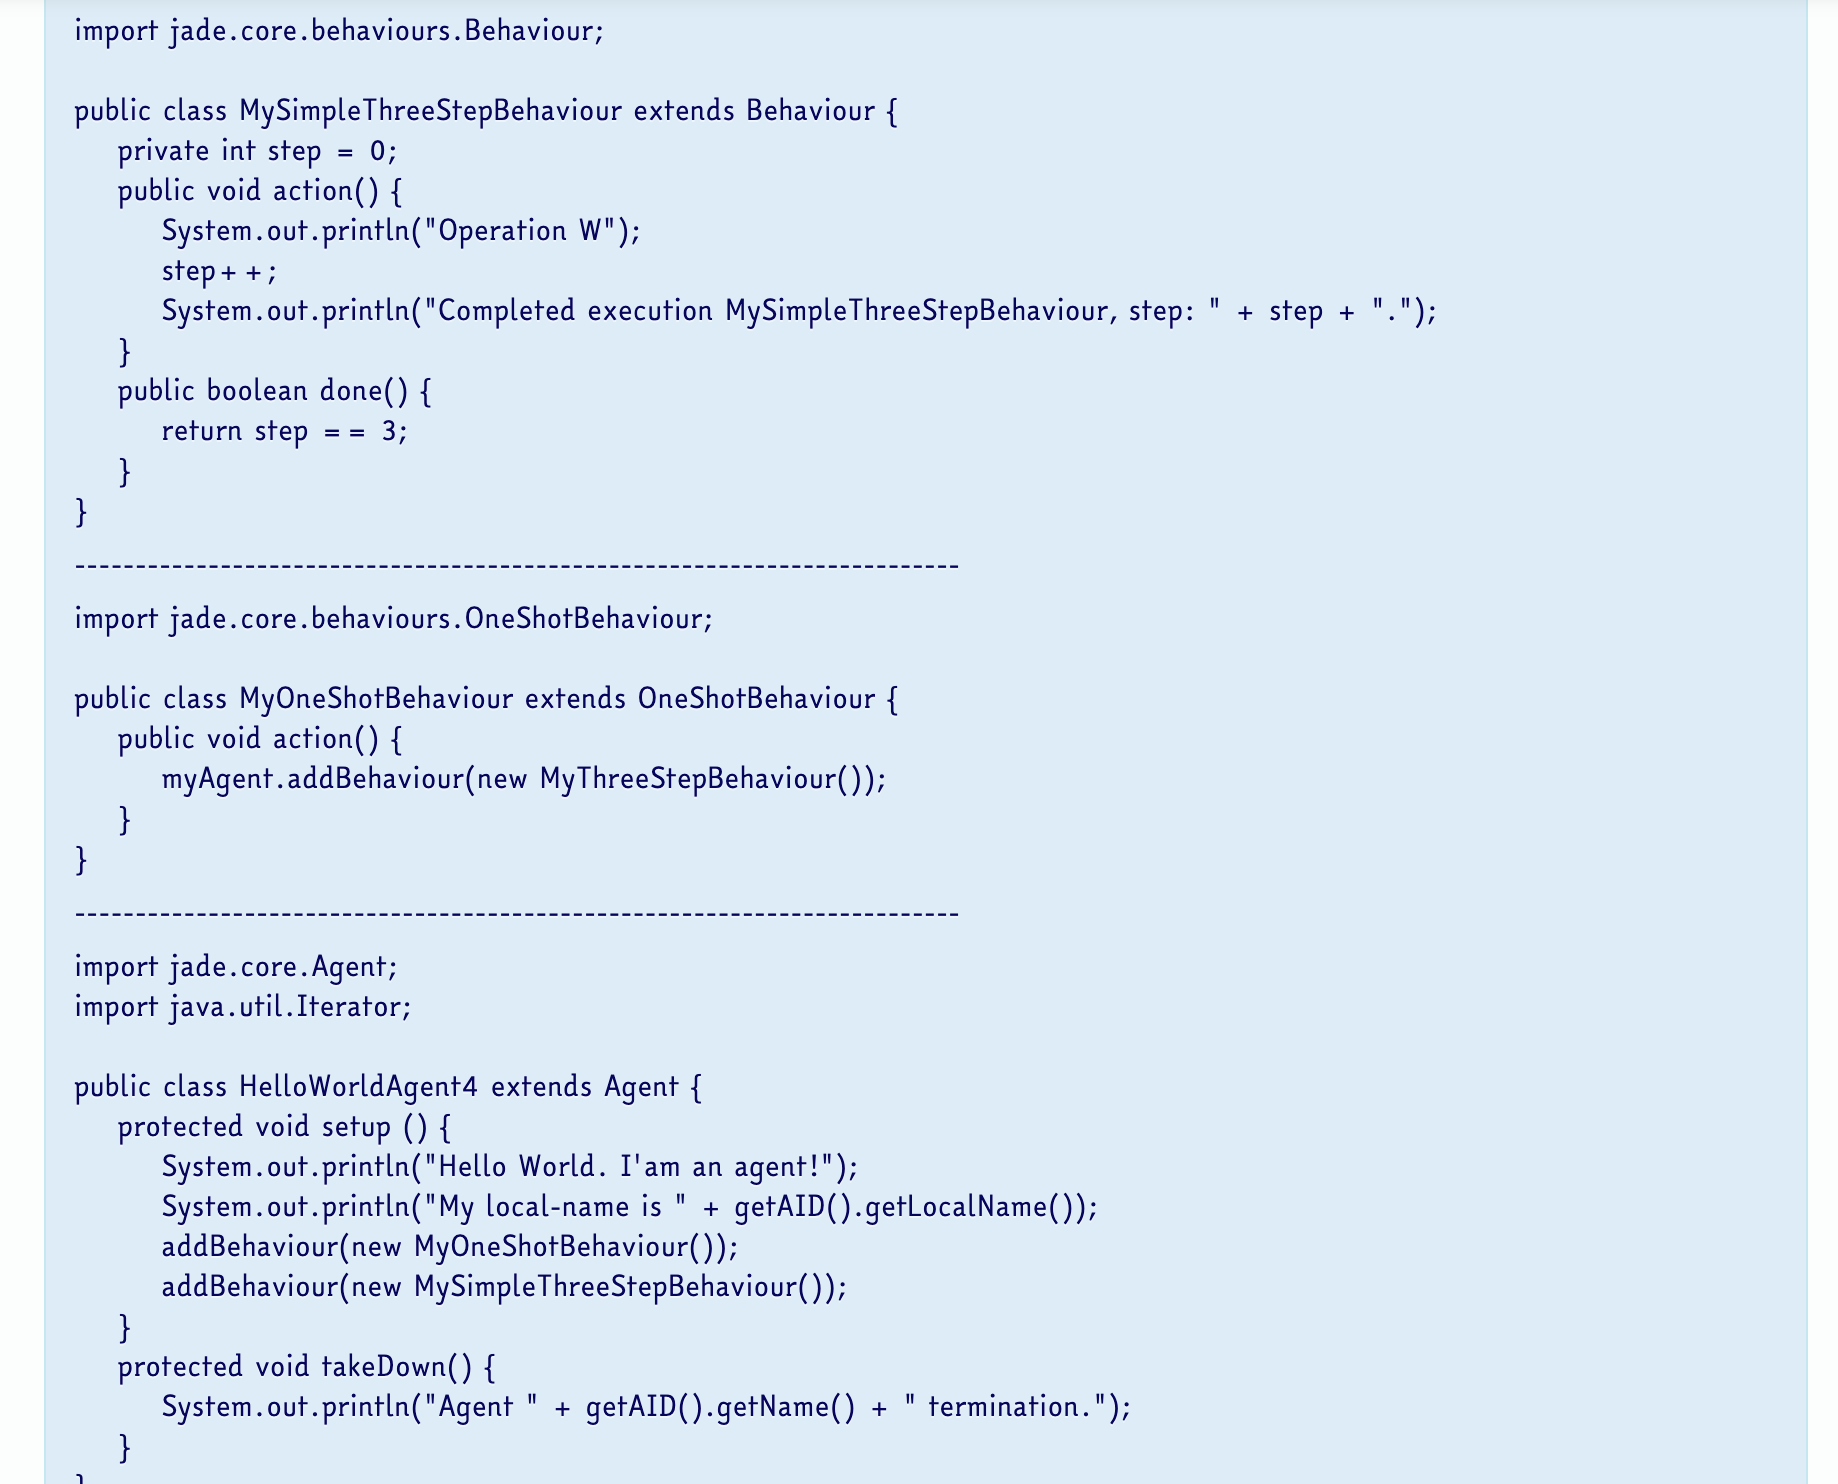 import jade.core.behaviours.Behaviour;
public class MySimpleThreeStepBehaviour extends Behaviour {
private int step = 0;
public void action() {
System.out.println("Operation W");
step++;
System.out.println("Completed execution MySimpleThreeStepBehaviour, step: " + step + ".");
}
public boolean done() {
return step == 3;
}
}
-------------------------------------------------------------------------
import jade.core.behaviours.OneShotBehaviour;
public class MyOneShotBehaviour extends OneShotBehaviour {
public void action() {
myAgent.addBehaviour(new MyThreeStepBehaviour());
}
}
-------------------------------------------------------------------------
import jade.core.Agent;
import java.util.Iterator;
public class HelloWorldAgent4 extends Agent {
protected void setup () {
System.out.println("Hello World. I'am an agent!");
System.out.println("My local-name is " + getAID().getLocalName());
addBehaviour(new MyOneShotBehaviour());
addBehaviour(new MySimpleThreeStepBehaviour());
}
protected void takeDown() {
System.out.println("Agent " + getAID().getName() + " termination.");
}
}